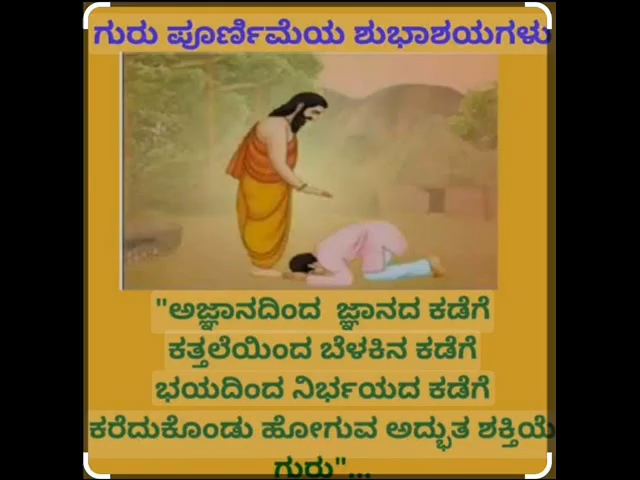 ಗುರು ಪೂರ್ಣಿಮೆಯ ಶುಭಾಶಯಗಳು
"ಅಜ್ಞಾನದಿಂದ ಜ್ಞಾನದ ಕಡೆಗೆ
ಕತ್ತಲೆಯಿಂದ ಬೆಳಕಿನ ಕಡೆಗೆ
ಭಯದಿಂದ ನಿರ್ಭಯದ ಕಡೆಗೆ
ಕರೆದುಕೊಂಡು ಹೋಗುವ ಅದ್ಭುತ ಶಕ್ತಿಯೆ
ಗುರು"...